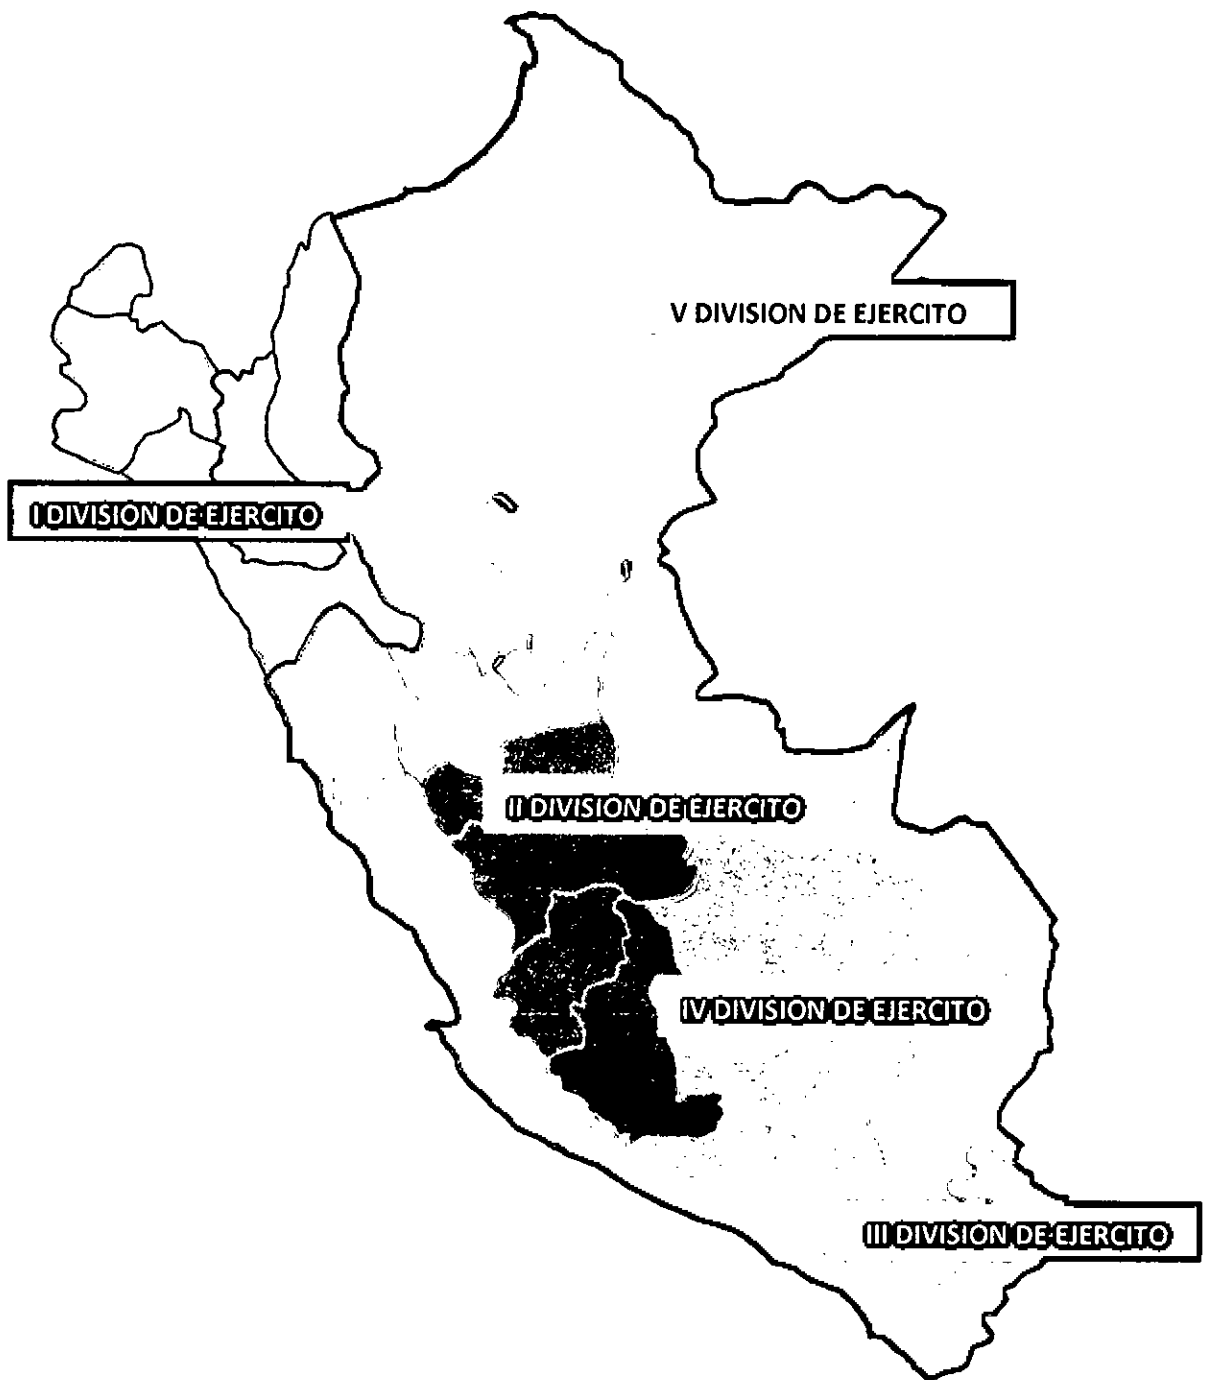 V DIVISION DE EJERCITO
I DIVISION DE EJERCITO
II DIVISION DE EJERCITO
IV DIVISION DE EJERCITO
III DIVISION DE EJERCITO